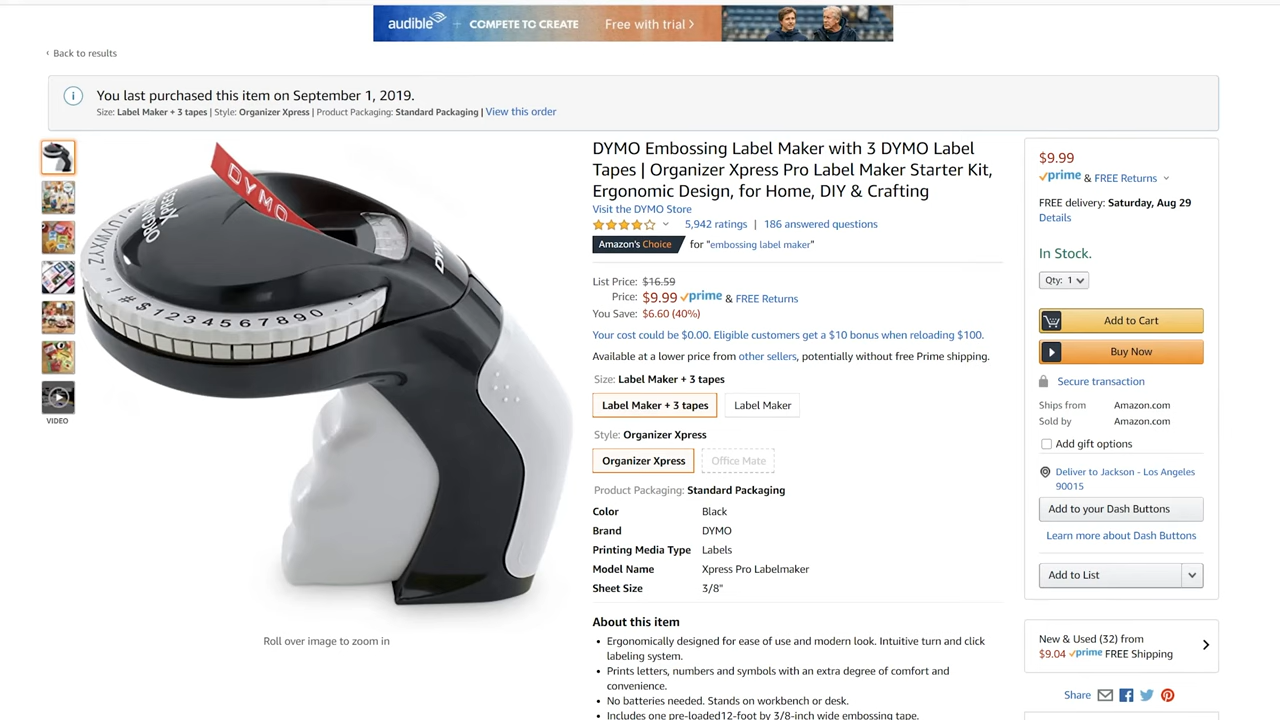 audible
COMPETE TO CREATE
Free with trial >
‹ Back to results
You last purchased this item on September 1, 2019.
Size: Label Maker + 3 tapes | Style: Organizer Xpress | Product Packaging: Standard Packaging | View this order
DYMO
ORGANIZER
XPRESS
DYMO
# $ 1 2 3 4 5 6 7 8 9 0
VIDEO
Roll over image to zoom in
DYMO Embossing Label Maker with 3 DYMO Label
Tapes | Organizer Xpress Pro Label Maker Starter Kit,
Ergonomic Design, for Home, DIY & Crafting
Visit the DYMO Store
5,942 ratings | 186 answered questions
Amazon's Choice for "embossing label maker"
List Price: $16.59
Price: $9.99 prime & FREE Returns
You Save: $6.60 (40%)
Your cost could be $0.00. Eligible customers get a $10 bonus when reloading $100.
Available at a lower price from other sellers, potentially without free Prime shipping.
Size: Label Maker + 3 tapes
Label Maker + 3 tapes Label Maker
Style: Organizer Xpress
Organizer Xpress Office Mate
Product Packaging: Standard Packaging
Color Black
Brand DYMO
Printing Media Type Labels
Model Name Xpress Pro Labelmaker
Sheet Size 3/8"
About this item
• Ergonomically designed for ease of use and modern look. Intuitive turn and click
labeling system.
• Prints letters, numbers and symbols with an extra degree of comfort and
convenience.
• No batteries needed. Stands on workbench or desk.
• Includes one pre-loaded12-foot by 3/8-inch wide embossing tape.
$9.99
prime & FREE Returns
FREE delivery: Saturday, Aug 29
Details
In Stock.
Qty: 1
Add to Cart
Buy Now
Secure transaction
Ships from Amazon.com
Sold by Amazon.com
Add gift options
Deliver to Jackson - Los Angeles
90015
Add to your Dash Buttons
Learn more about Dash Buttons
Add to List
New & Used (32) from
$9.04 prime FREE Shipping
Share